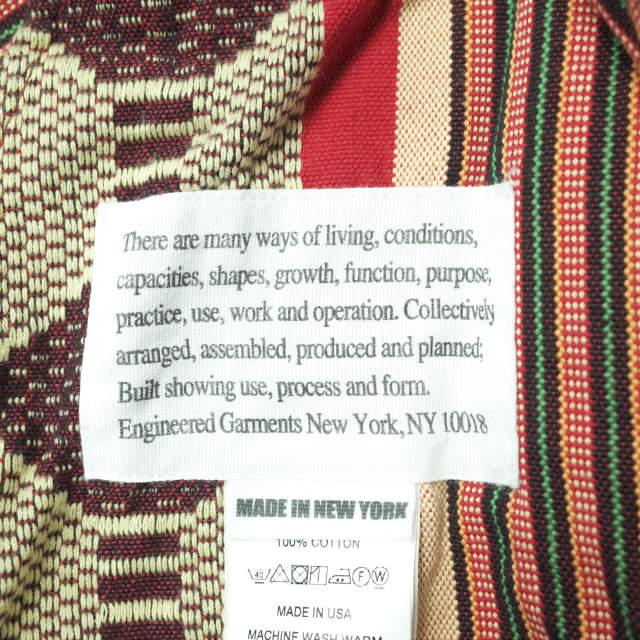 There are many ways of living, conditions,
capacities, shapes, growth, function, purpose,
practice, use, work and operation. Collectively
arranged, assembled, produced and planned;
Built showing use, process and form.
Engineered Garments New York, NY 10018
MADE IN NEW YORK
100% COTTON
40 F W
MADE IN USA
MACHINE WASH WARM